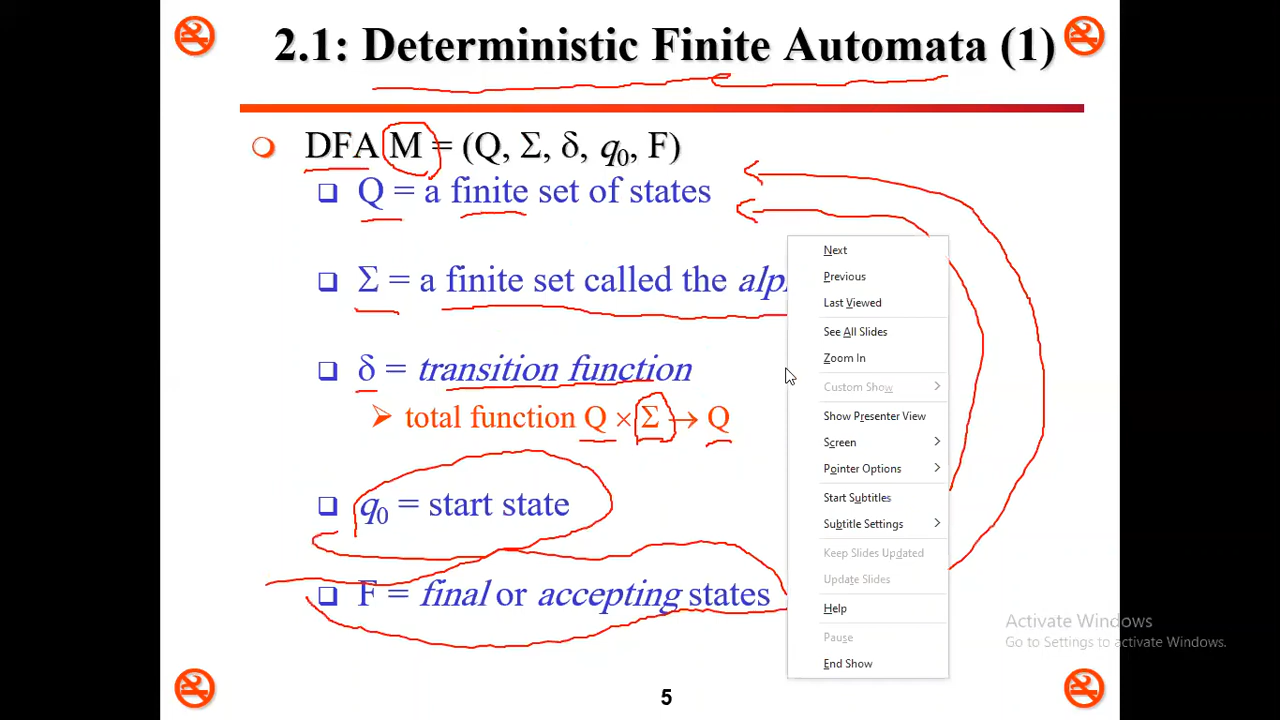 2.1: Deterministic Finite Automata (1)
DFA M = (Q, Σ, δ, q0, F)
Q = a finite set of states
Σ = a finite set called the
δ = transition function
total function Q × Σ → Q
q0 = start state
F = final or accepting states
Next
Previous
Last Viewed
See All Slides
Zoom In
Custom Show
Show Presenter View
Screen
Pointer Options
Start Subtitles
Subtitle Settings
Keep Slides Updated
Update Slides
Help
Pause
End Show
Activate Windows
Go to Settings to activate Windows.
5